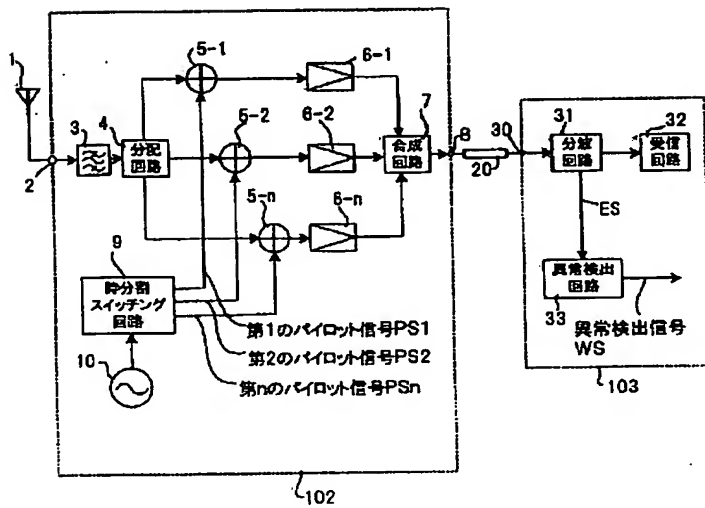 1
2
3
4
分配
回路
5-1
5-2
5-n
6-1
6-2
6-n
7
合成
回路
8
20
30
31
分波
回路
32
受信
回路
ES
異常検出
回路
33
異常検出信号
WS
103
9
時分割
スイッチング
回路
10
第1のパイロット信号PS1
第2のパイロット信号PS2
第nのパイロット信号PSn
102